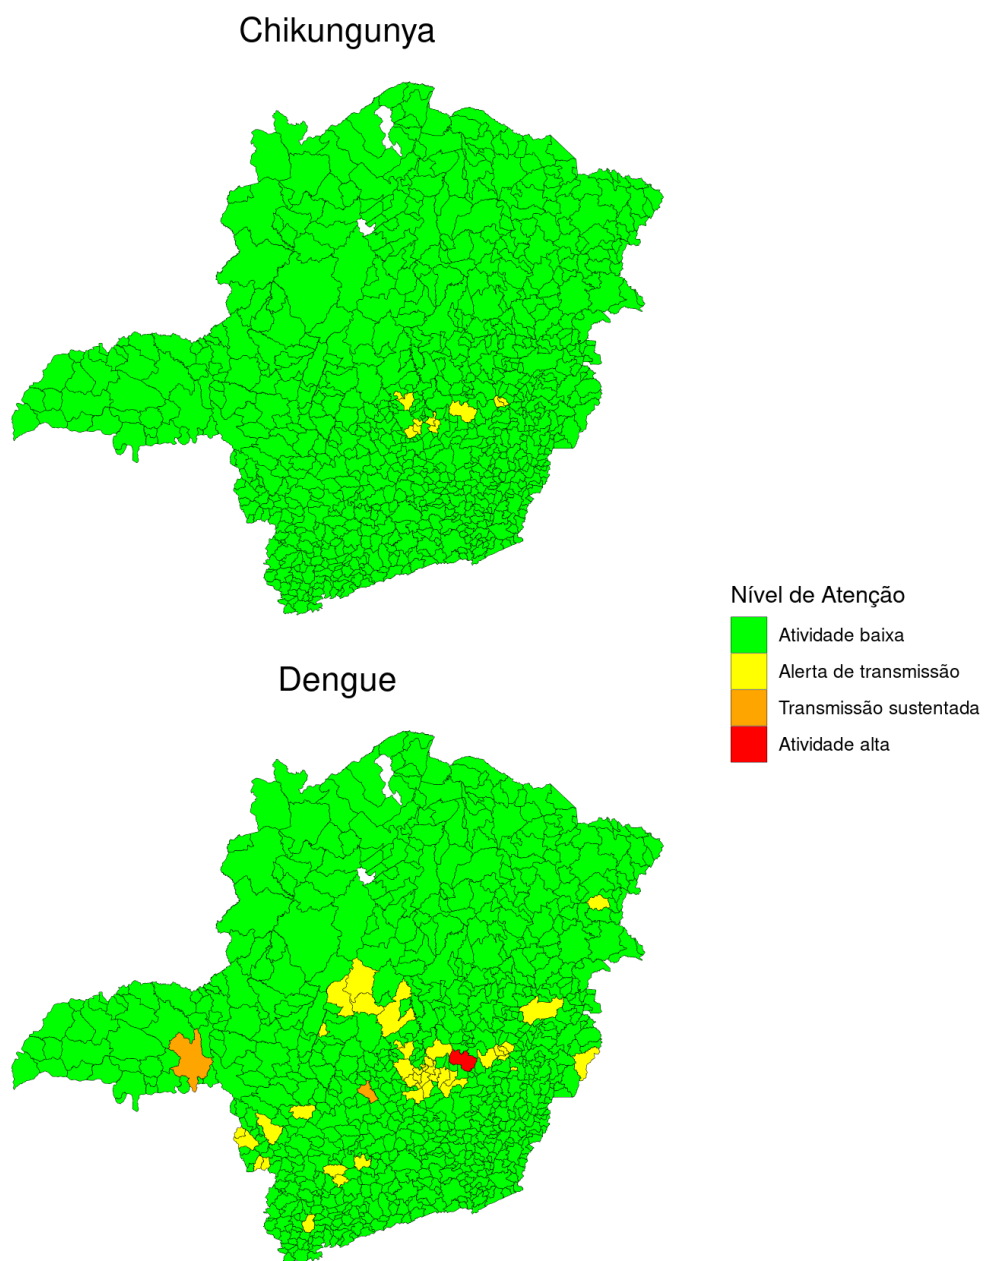 Chikungunya
Nível de Atenção
Atividade baixa
Alerta de transmissão
Transmissão sustentada
Atividade alta
Dengue